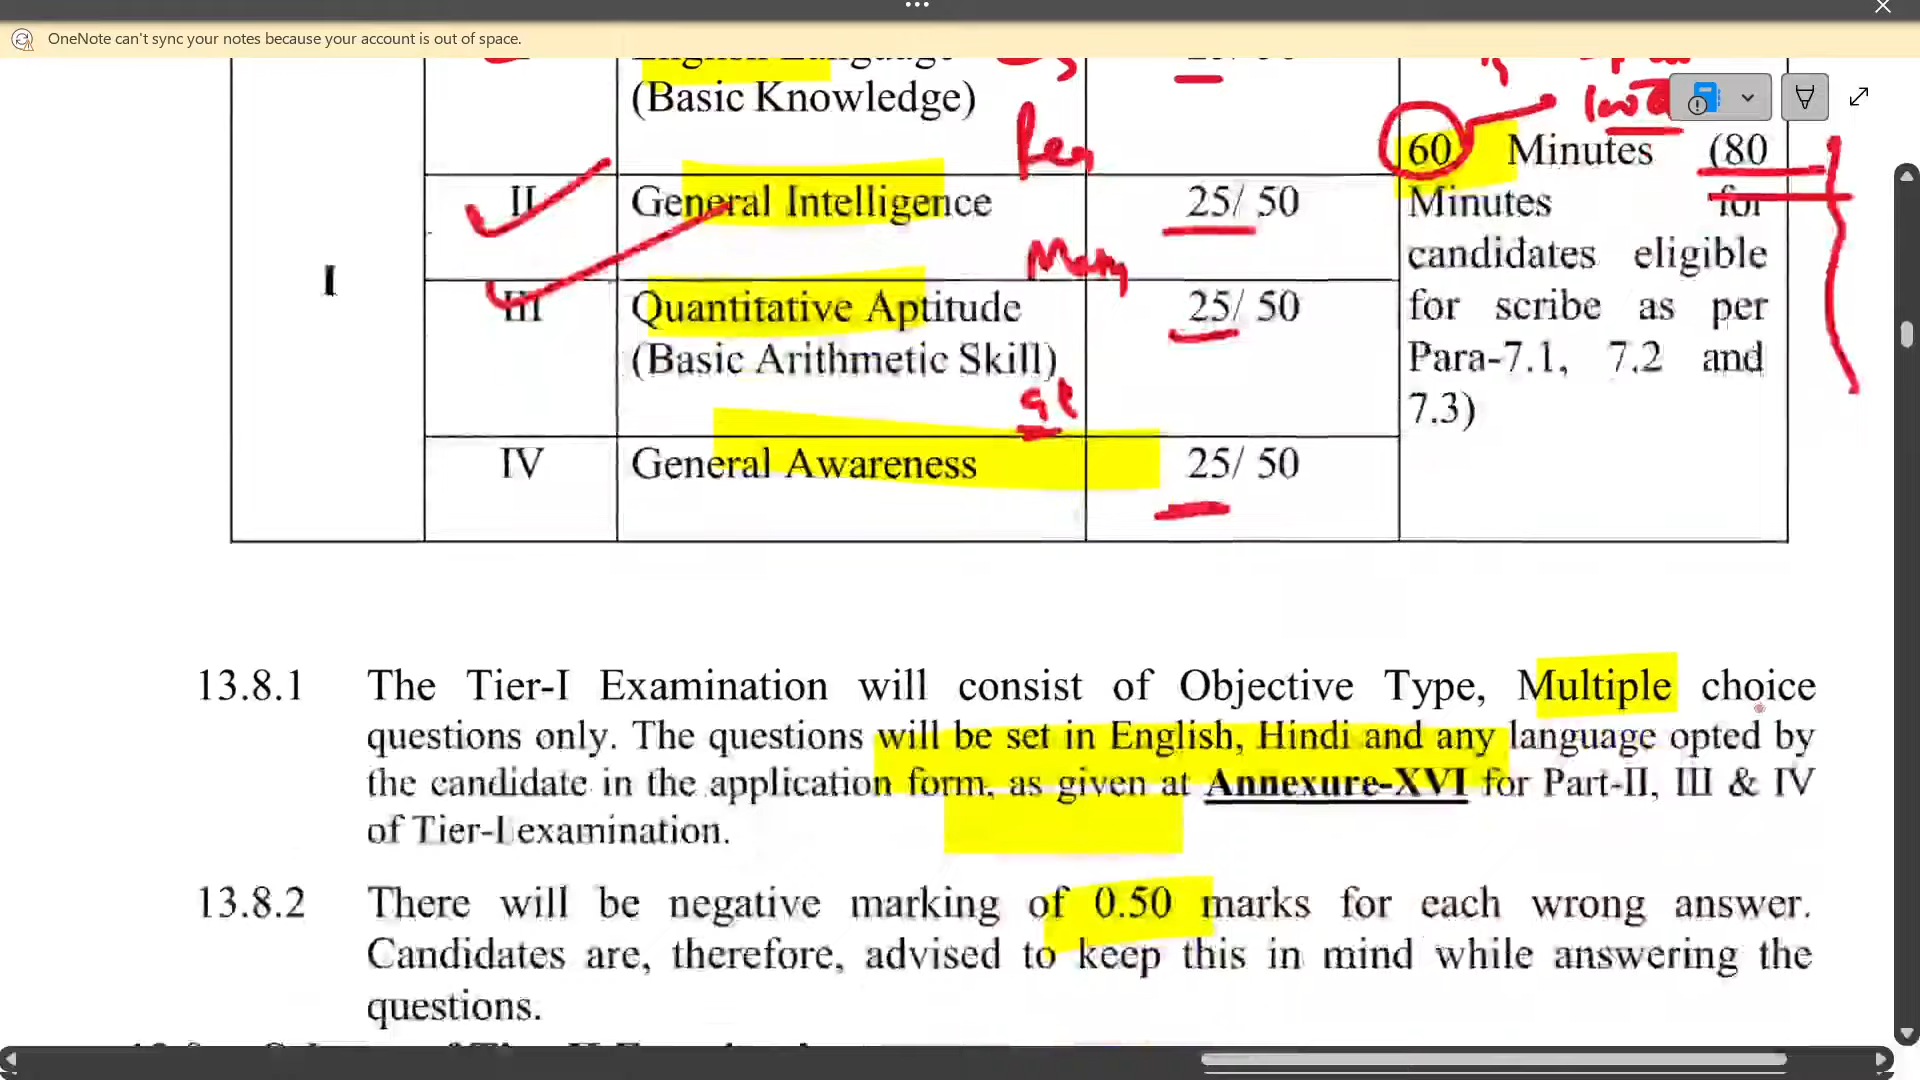 OneNote can't sync your notes because your account is out of space.
English Language
(Basic Knowledge)
II General Intelligence 25/ 50
60 Minutes (80
Minutes for
candidates eligible
for scribe as per
Para-7.1, 7.2 and
7.3)
I
III Quantitative Aptitude 25/ 50
(Basic Arithmetic Skill)
IV General Awareness 25/ 50
13.8.1 The Tier-I Examination will consist of Objective Type, Multiple choice
questions only. The questions will be set in English, Hindi and any language opted by
the candidate in the application form, as given at Annexure-XVI for Part-II, III & IV
of Tier-I examination.
13.8.2 There will be negative marking of 0.50 marks for each wrong answer.
Candidates are, therefore, advised to keep this in mind while answering the
questions.